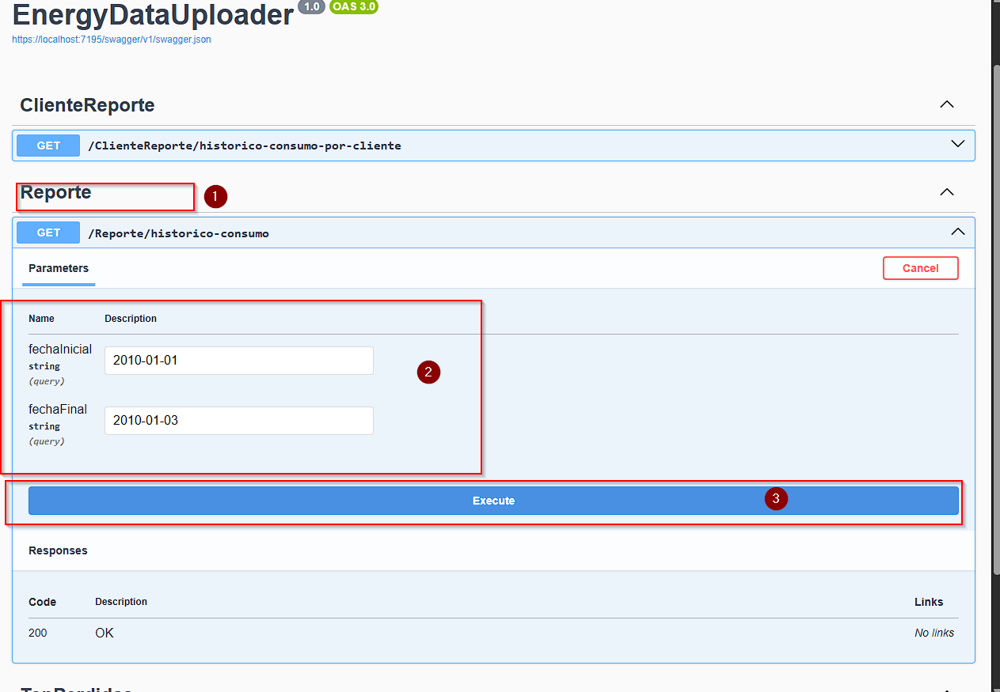 EnergyDataUploader 1.0 OAS 3.0
https://localhost:7195/swagger/v1/swagger.json
ClienteReporte
GET /ClienteReporte/historico-consumo-por-cliente
Reporte 1
GET /Reporte/historico-consumo
Parameters Cancel
Name Description
fechaInicial 2010-01-01
string
(query)
2
fechaFinal 2010-01-03
string
(query)
Execute 3
Responses
Code Description Links
200 OK No links